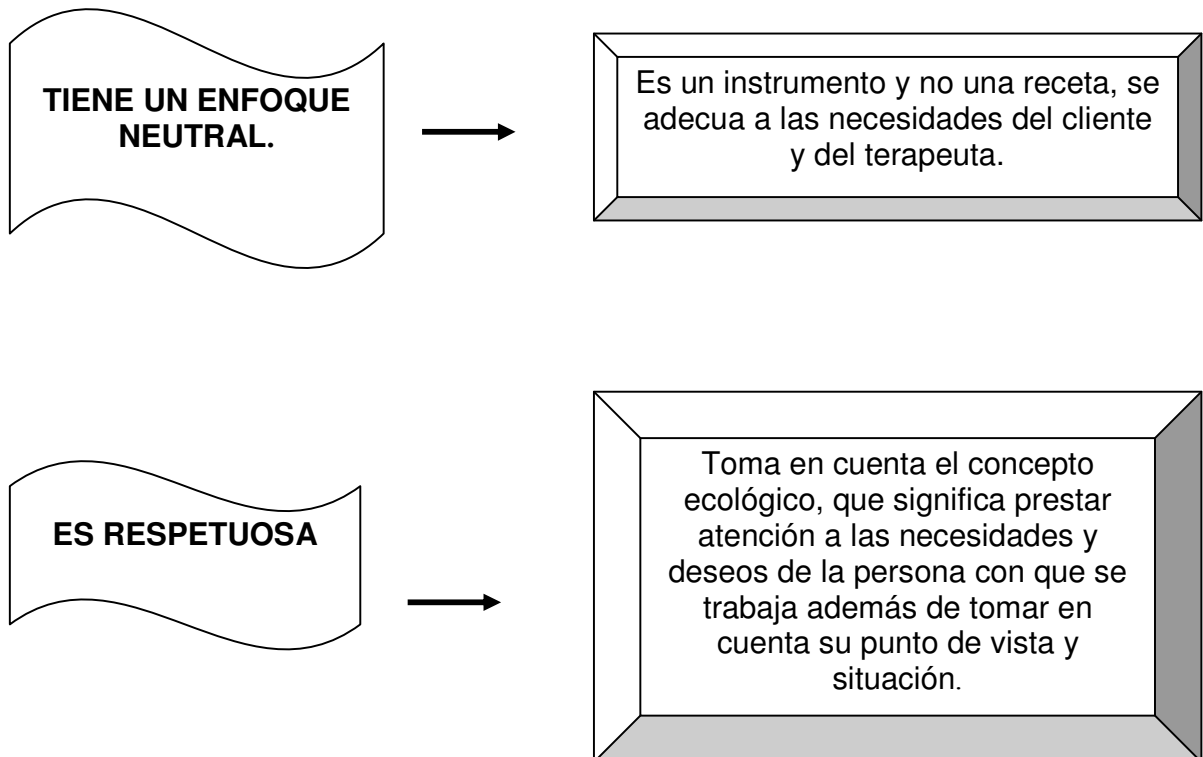 TIENE UN ENFOQUE
NEUTRAL.
Es un instrumento y no una receta, se
adecua a las necesidades del cliente
y del terapeuta.
ES RESPETUOSA
Toma en cuenta el concepto
ecológico, que significa prestar
atención a las necesidades y
deseos de la persona con que se
trabaja además de tomar en
cuenta su punto de vista y
situación.